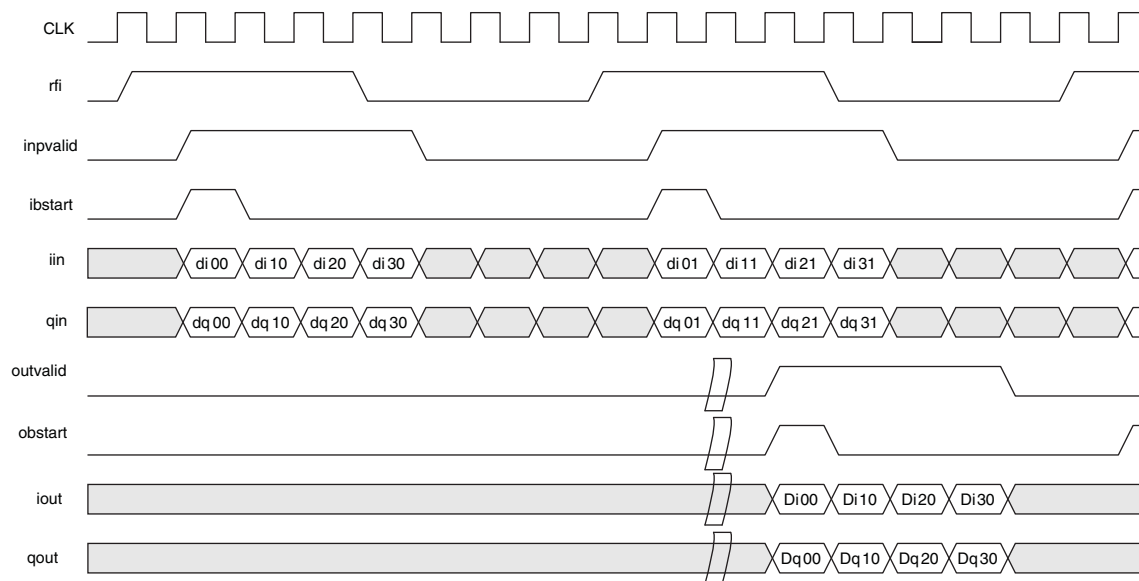 CLK
rfi
inpvalid
ibstart
iin di 00 di 10 di 20 di 30 di 01 di 11 di 21 di 31
qin dq 00 dq 10 dq 20 dq 30 dq 01 dq 11 dq 21 dq 31
outvalid
obstart
iout Di00 Di10 Di20 Di30
qout Dq00 Dq10 Dq20 Dq30